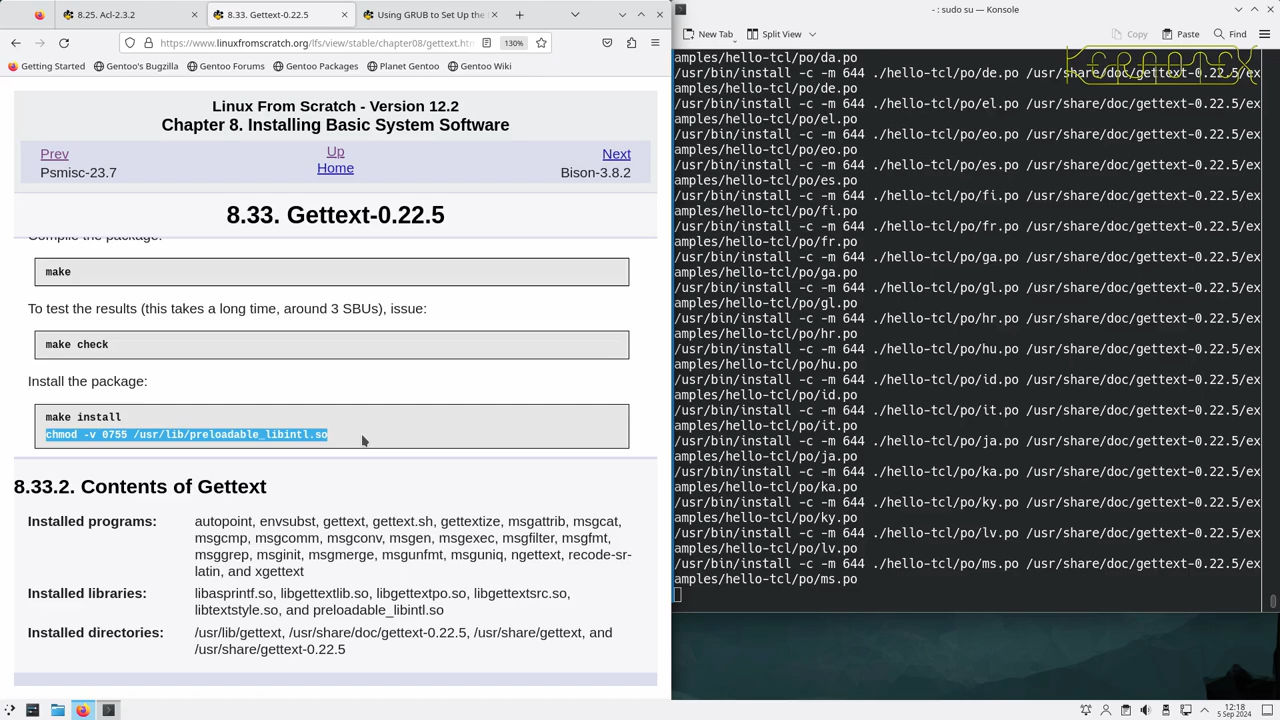 8.25. Acl-2.3.2
8.33. Gettext-0.22.5
Using GRUB to Set Up the
https://www.linuxfromscratch.org/lfs/view/stable/chapter08/gettext.htm
130%
Getting Started
Gentoo's Bugzilla
Gentoo Forums
Gentoo Packages
Planet Gentoo
Gentoo Wiki
Linux From Scratch - Version 12.2
Chapter 8. Installing Basic System Software
Prev
Up
Next
Psmisc-23.7
Home
Bison-3.8.2
8.33. Gettext-0.22.5
Compile the package:
make
To test the results (this takes a long time, around 3 SBUs), issue:
make check
Install the package:
make install
chmod -v 0755 /usr/lib/preloadable_libintl.so
8.33.2. Contents of Gettext
Installed programs: autopoint, envsubst, gettext, gettext.sh, gettextize, msgattrib, msgcat,
msgcmp, msgcomm, msgconv, msgen, msgexec, msgfilter, msgfmt,
msggrep, msginit, msgmerge, msgunfmt, msguniq, ngettext, recode-sr-
latin, and xgettext
Installed libraries: libasprintf.so, libgettextlib.so, libgettextpo.so, libgettextsrc.so,
libtextstyle.so, and preloadable_libintl.so
Installed directories: /usr/lib/gettext, /usr/share/doc/gettext-0.22.5, /usr/share/gettext, and
/usr/share/gettext-0.22.5
- : sudo su — Konsole
New Tab
Split View
Copy
Paste
Find
KERNOTEX
amples/hello-tcl/po/da.po
/usr/bin/install -c -m 644 ./hello-tcl/po/de.po /usr/share/doc/gettext-0.22.5/ex
amples/hello-tcl/po/de.po
/usr/bin/install -c -m 644 ./hello-tcl/po/el.po /usr/share/doc/gettext-0.22.5/ex
amples/hello-tcl/po/el.po
/usr/bin/install -c -m 644 ./hello-tcl/po/eo.po /usr/share/doc/gettext-0.22.5/ex
amples/hello-tcl/po/eo.po
/usr/bin/install -c -m 644 ./hello-tcl/po/es.po /usr/share/doc/gettext-0.22.5/ex
amples/hello-tcl/po/es.po
/usr/bin/install -c -m 644 ./hello-tcl/po/fi.po /usr/share/doc/gettext-0.22.5/ex
amples/hello-tcl/po/fi.po
/usr/bin/install -c -m 644 ./hello-tcl/po/fr.po /usr/share/doc/gettext-0.22.5/ex
amples/hello-tcl/po/fr.po
/usr/bin/install -c -m 644 ./hello-tcl/po/ga.po /usr/share/doc/gettext-0.22.5/ex
amples/hello-tcl/po/ga.po
/usr/bin/install -c -m 644 ./hello-tcl/po/gl.po /usr/share/doc/gettext-0.22.5/ex
amples/hello-tcl/po/gl.po
/usr/bin/install -c -m 644 ./hello-tcl/po/hr.po /usr/share/doc/gettext-0.22.5/ex
amples/hello-tcl/po/hr.po
/usr/bin/install -c -m 644 ./hello-tcl/po/hu.po /usr/share/doc/gettext-0.22.5/ex
amples/hello-tcl/po/hu.po
/usr/bin/install -c -m 644 ./hello-tcl/po/id.po /usr/share/doc/gettext-0.22.5/ex
amples/hello-tcl/po/id.po
/usr/bin/install -c -m 644 ./hello-tcl/po/it.po /usr/share/doc/gettext-0.22.5/ex
amples/hello-tcl/po/it.po
/usr/bin/install -c -m 644 ./hello-tcl/po/ja.po /usr/share/doc/gettext-0.22.5/ex
amples/hello-tcl/po/ja.po
/usr/bin/install -c -m 644 ./hello-tcl/po/ka.po /usr/share/doc/gettext-0.22.5/ex
amples/hello-tcl/po/ka.po
/usr/bin/install -c -m 644 ./hello-tcl/po/ky.po /usr/share/doc/gettext-0.22.5/ex
amples/hello-tcl/po/ky.po
/usr/bin/install -c -m 644 ./hello-tcl/po/lv.po /usr/share/doc/gettext-0.22.5/ex
amples/hello-tcl/po/lv.po
/usr/bin/install -c -m 644 ./hello-tcl/po/ms.po /usr/share/doc/gettext-0.22.5/ex
amples/hello-tcl/po/ms.po
12:18
5 Sep 2024